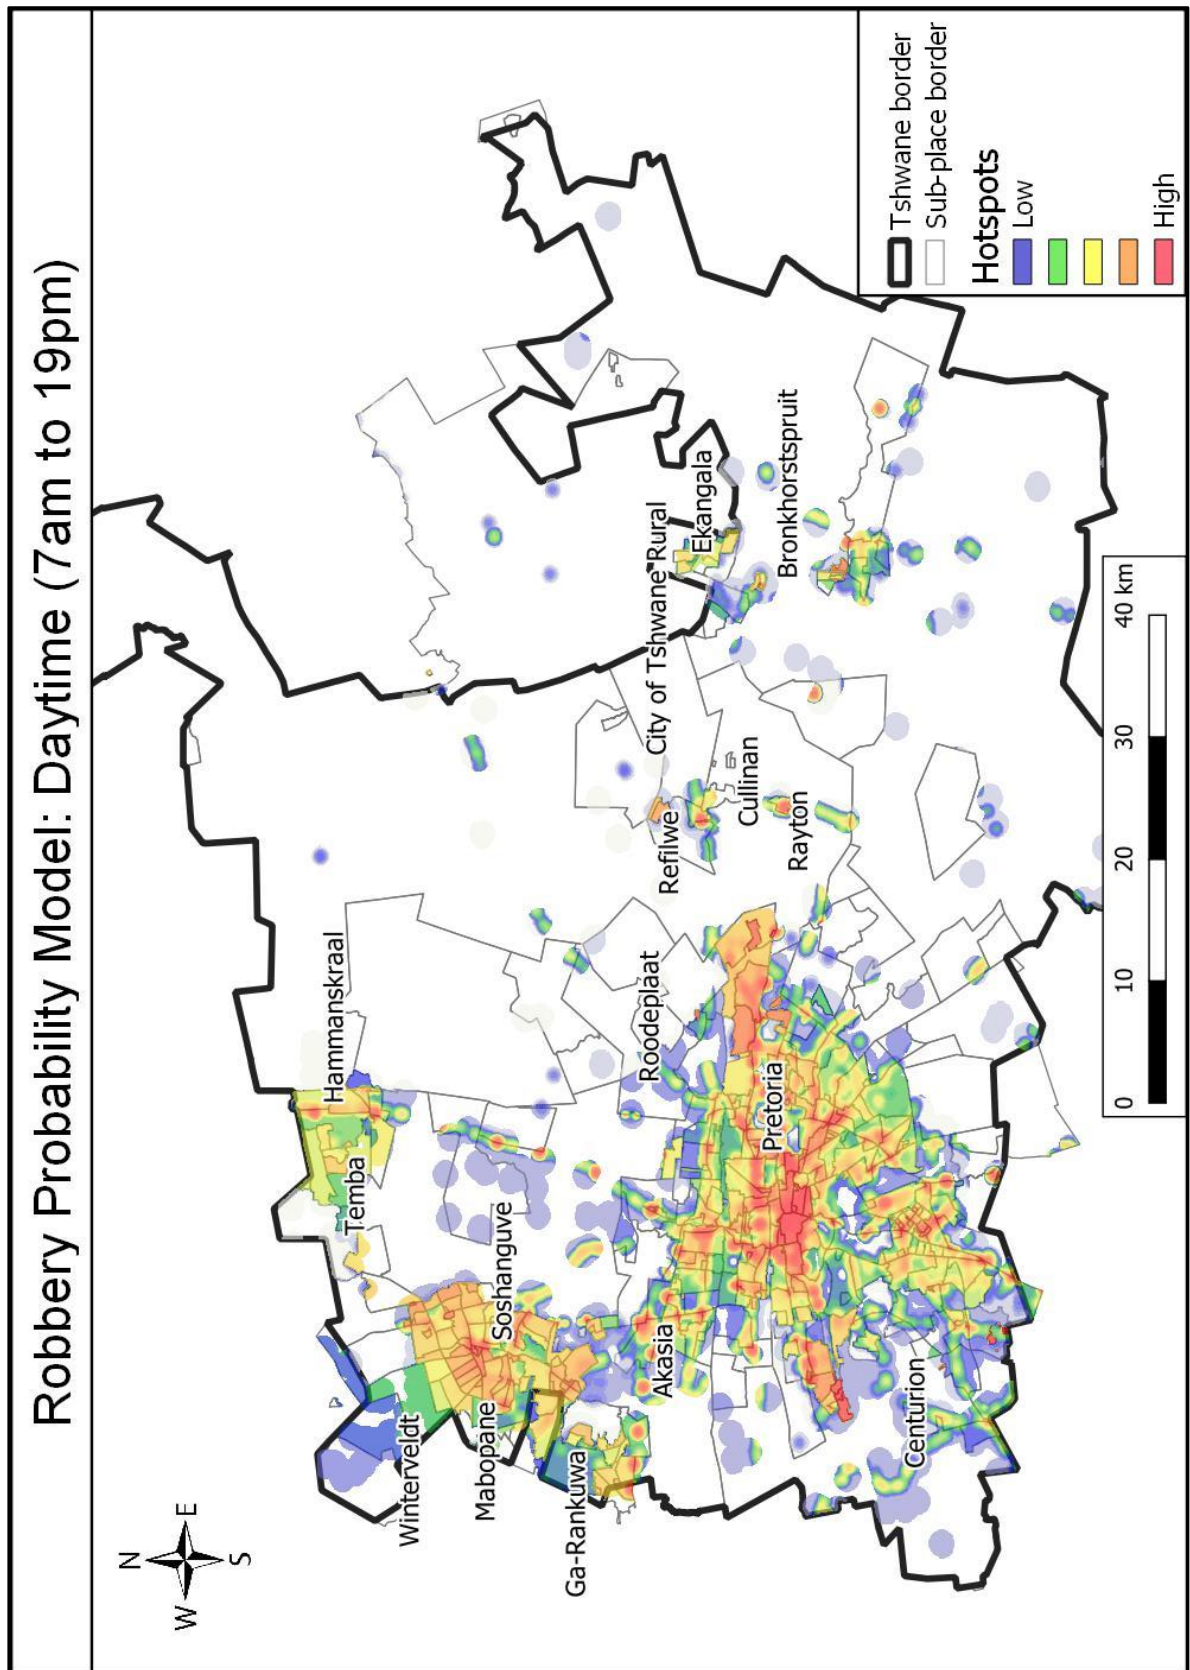 Robbery Probability Model: Daytime (7am to 19pm)
N
W
E
S
Tshwane border
Sub-place border
Hotspots
Low
High
Hammanskraal
Temba
Winterveldt
Soshanguve
Mabopane
Ga-Rankuwa
Akasia
Roodeplaat
Refilwe
City of Tshwane Rural
Ekangala
Cullinan
Rayton
Bronkhorstspruit
Pretoria
Centurion
0 10 20 30 40 km